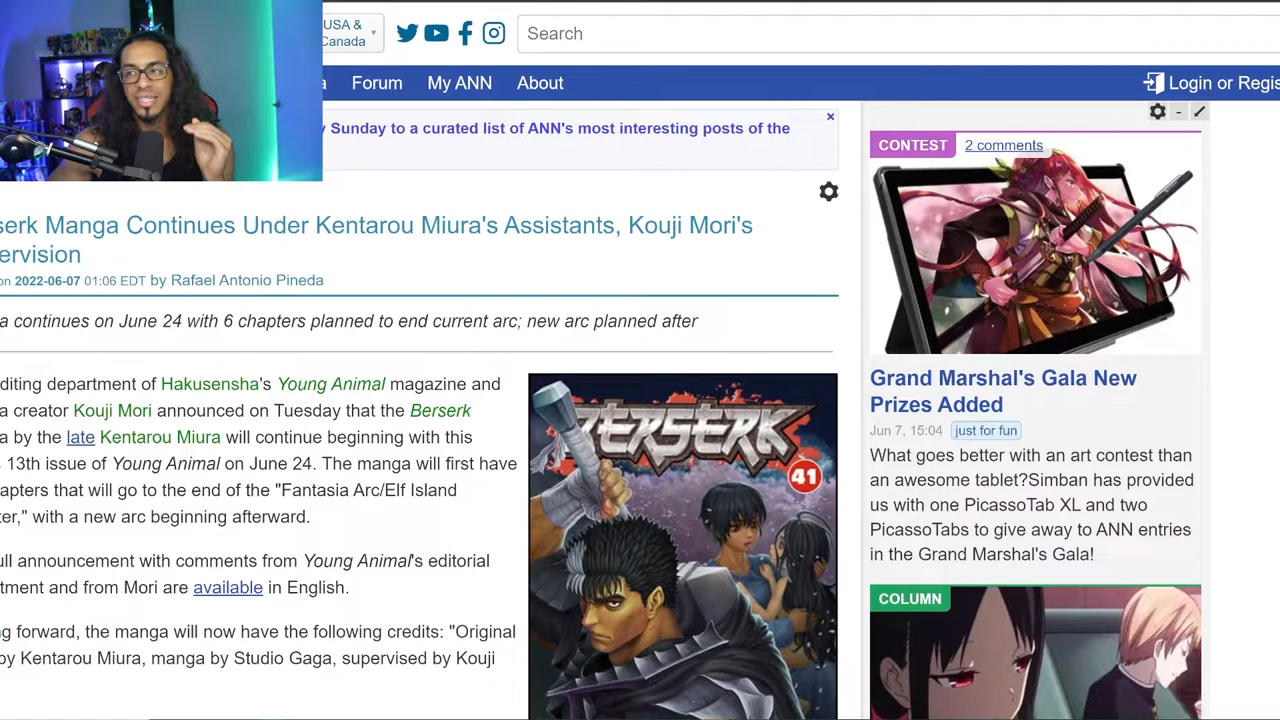 USA &
Canada
Search
Forum
My ANN
About
Login or Regis
Sunday to a curated list of ANN's most interesting posts of the
×
serk Manga Continues Under Kentarou Miura's Assistants, Kouji Mori's
ervision
on 2022-06-07 01:06 EDT by Rafael Antonio Pineda
a continues on June 24 with 6 chapters planned to end current arc; new arc planned after
diting department of Hakusensha's Young Animal magazine and
a creator Kouji Mori announced on Tuesday that the Berserk
a by the late Kentarou Miura will continue beginning with this
13th issue of Young Animal on June 24. The manga will first have
apters that will go to the end of the "Fantasia Arc/Elf Island
ter," with a new arc beginning afterward.
ull announcement with comments from Young Animal's editorial
tment and from Mori are available in English.
g forward, the manga will now have the following credits: "Original
by Kentarou Miura, manga by Studio Gaga, supervised by Kouji
BERSERK
41
CONTEST
2 comments
Grand Marshal's Gala New
Prizes Added
Jun 7, 15:04 just for fun
What goes better with an art contest than
an awesome tablet?Simban has provided
us with one PicassoTab XL and two
PicassoTabs to give away to ANN entries
in the Grand Marshal's Gala!
COLUMN